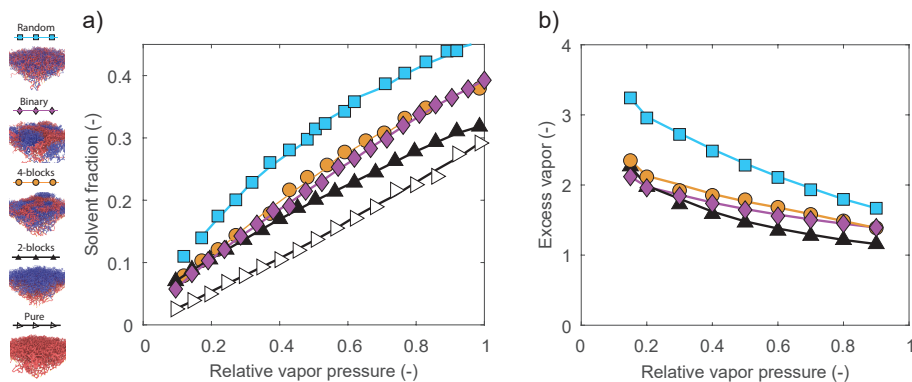 Random
Binary
4-blocks
2-blocks
Pure
a)
Solvent fraction (-)
0.4
0.3
0.2
0.1
0
0 0.2 0.4 0.6 0.8 1
Relative vapor pressure (-)
b)
Excess vapor (-)
4
3
2
1
0
0 0.2 0.4 0.6 0.8 1
Relative vapor pressure (-)